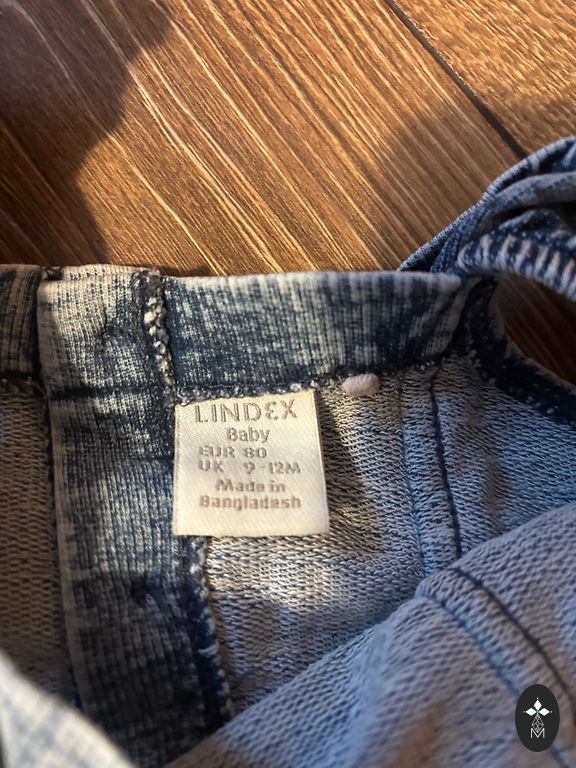 LINDEX
Baby
EUR 80
UK 9-12M
Made in
Bangladesh
M